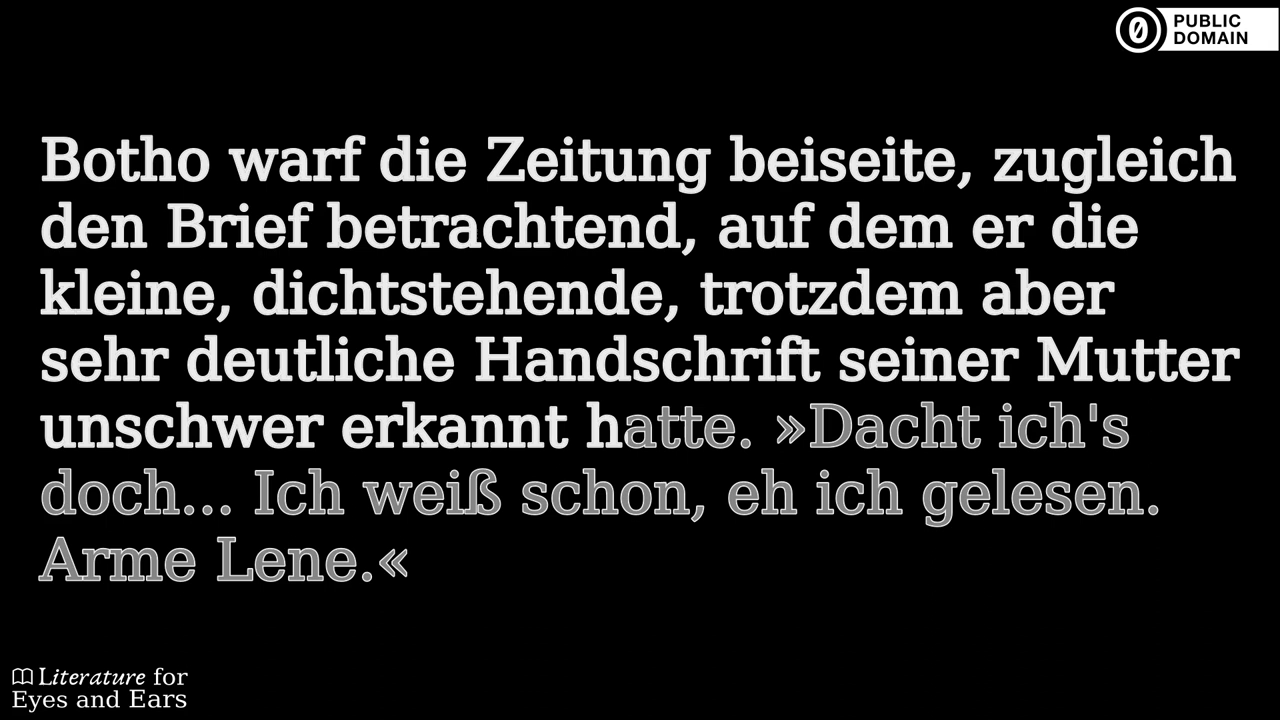 PUBLIC
DOMAIN
Botho warf die Zeitung beiseite, zugleich
den Brief betrachtend, auf dem er die
kleine, dichtstehende, trotzdem aber
sehr deutliche Handschrift seiner Mutter
unschwer erkannt hatte. »Dacht ich's
doch... Ich weiß schon, eh ich gelesen.
Arme Lene.«
Literature for
Eyes and Ears